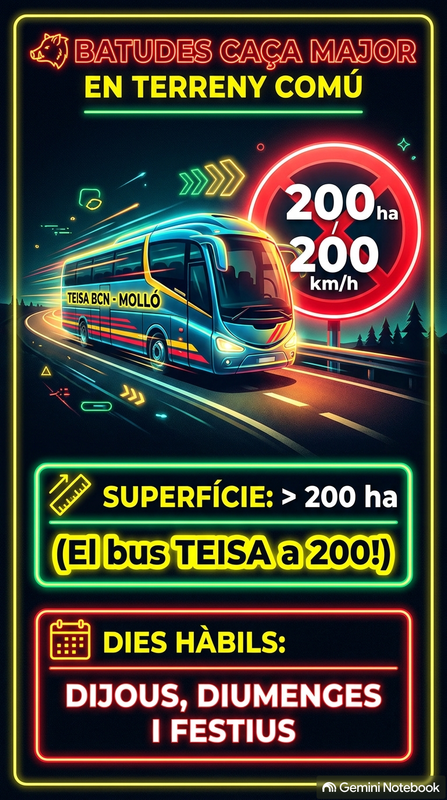 BATUDES CAÇA MAJOR
EN TERRENY COMÚ
200 ha
/
200
km/h
TEISA BCN - MOLLÓ
SUPERFÍCIE: > 200 ha
(El bus TEISA a 200!)
DIES HÀBILS:
DIJOUS, DIUMENGES
I FESTIUS
Gemini Notebook